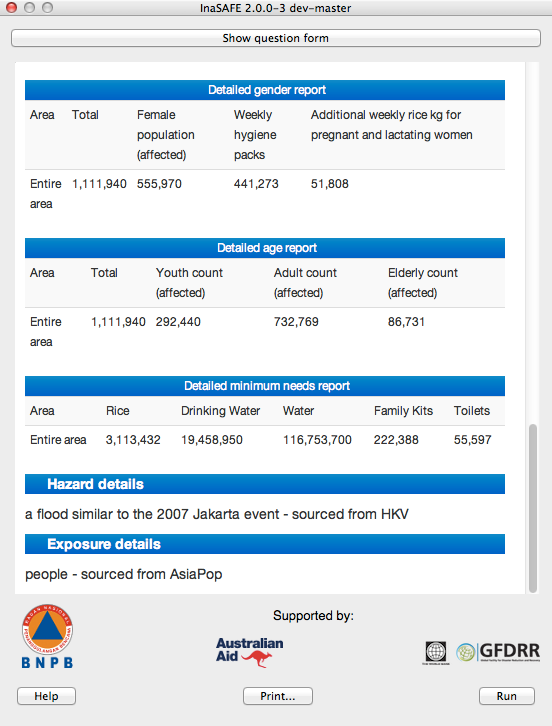 InaSAFE 2.0.0-3 dev-master
Show question form
Detailed gender report
Area Total Female population (affected) Weekly hygiene packs Additional weekly rice kg for pregnant and lactating women
Entire area 1,111,940 555,970 441,273 51,808
Detailed age report
Area Total Youth count (affected) Adult count (affected) Elderly count (affected)
Entire area 1,111,940 292,440 732,769 86,731
Detailed minimum needs report
Area Rice Drinking Water Water Family Kits Toilets
Entire area 3,113,432 19,458,950 116,753,700 222,388 55,597
Hazard details
a flood similar to the 2007 Jakarta event - sourced from HKV
Exposure details
people - sourced from AsiaPop
Supported by:
BNPB
Australian
Aid
GFDRR
Help Print... Run